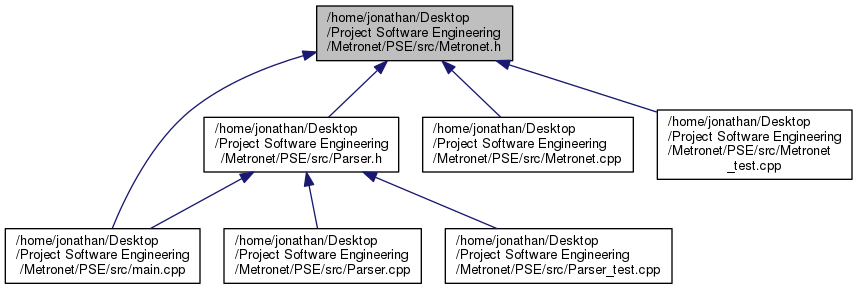 /home/jonathan/Desktop
/Project Software Engineering
/Metronet/PSE/src/Metronet.h
/home/jonathan/Desktop
/Project Software Engineering
/Metronet/PSE/src/Parser.h
/home/jonathan/Desktop
/Project Software Engineering
/Metronet/PSE/src/Metronet.cpp
/home/jonathan/Desktop
/Project Software Engineering
/Metronet/PSE/src/Metronet
_test.cpp
/home/jonathan/Desktop
/Project Software Engineering
/Metronet/PSE/src/main.cpp
/home/jonathan/Desktop
/Project Software Engineering
/Metronet/PSE/src/Parser.cpp
/home/jonathan/Desktop
/Project Software Engineering
/Metronet/PSE/src/Parser_test.cpp